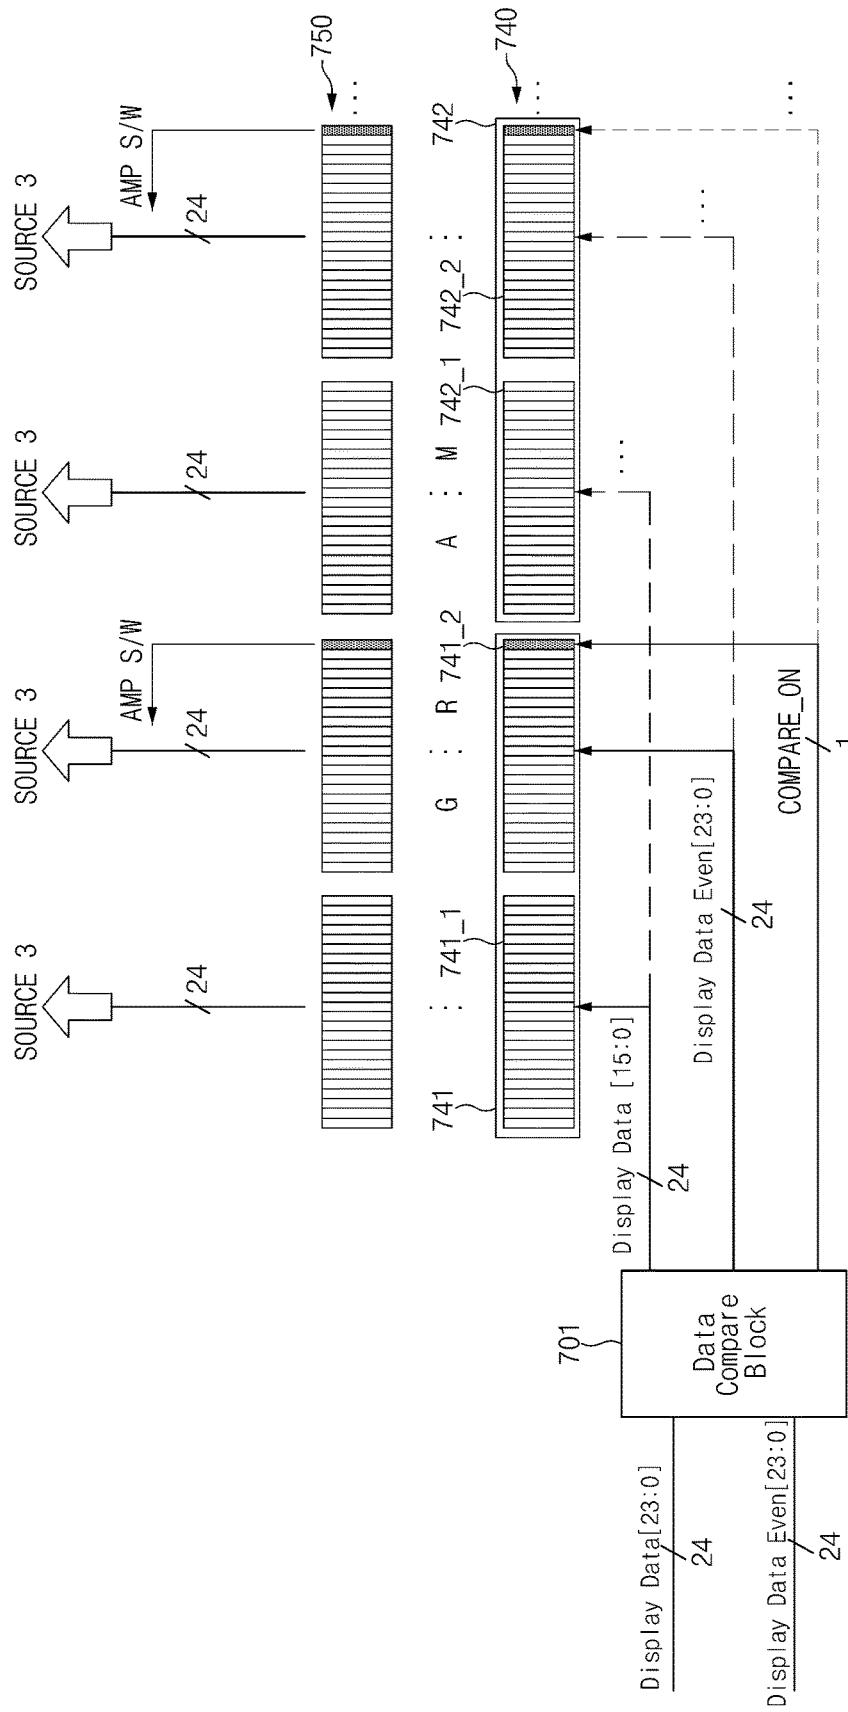 SOURCE 3
SOURCE 3
SOURCE 3
SOURCE 3
AMP S/W
AMP S/W
24
24
24
24
750
...
741
:
741_1
G
:
R
741_2
A
:
M
742_1
742_2
:
742
740
...
701
Data
Compare
Block
Display Data[23:0]
24
Display Data Even[23:0]
24
Display Data [15:0]
24
...
Display Data Even[23:0]
24
...
COMPARE_ON
1
...